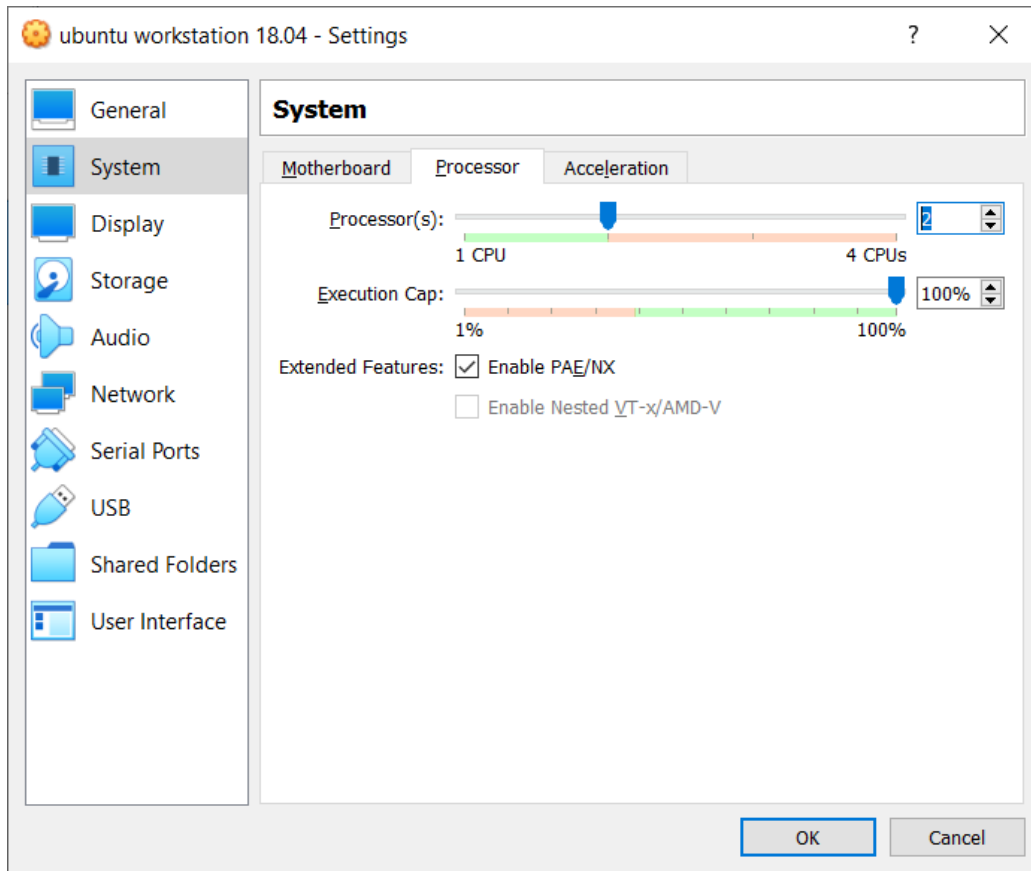 ubuntu workstation 18.04 - Settings
?
General
System
Display
Storage
Audio
Network
Serial Ports
USB
Shared Folders
User Interface
System
Motherboard Processor Acceleration
Processor(s): 2
1 CPU 4 CPUs
Execution Cap: 100%
1% 100%
Extended Features: Enable PAE/NX
Enable Nested VT-x/AMD-V
OK Cancel